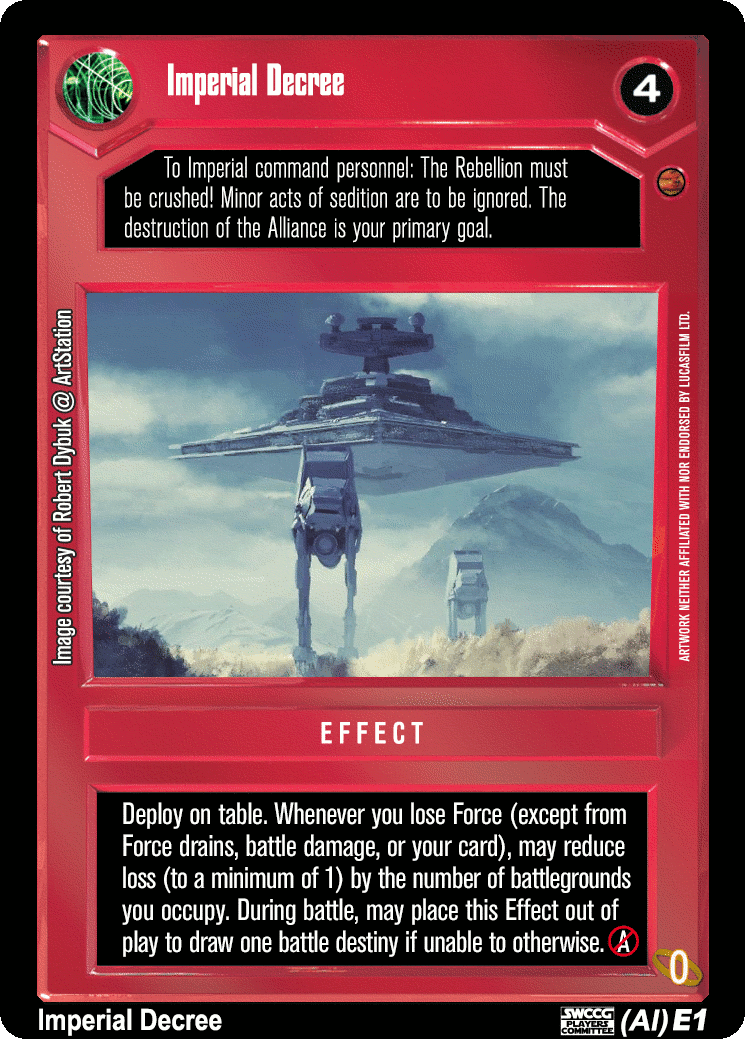 Imperial Decree
4
To Imperial command personnel: The Rebellion must
be crushed! Minor acts of sedition are to be ignored. The
destruction of the Alliance is your primary goal.
Image courtesy of Robert Dybuk @ ArtStation
ARTWORK NEITHER AFFILIATED WITH NOR ENDORSED BY LUCASFILM LTD.
EFFECT
Deploy on table. Whenever you lose Force (except from
Force drains, battle damage, or your card), may reduce
loss (to a minimum of 1) by the number of battlegrounds
you occupy. During battle, may place this Effect out of
play to draw one battle destiny if unable to otherwise. A
0
Imperial Decree
SWCCG
PLAYERS
COMMITTEE
(AI) E1